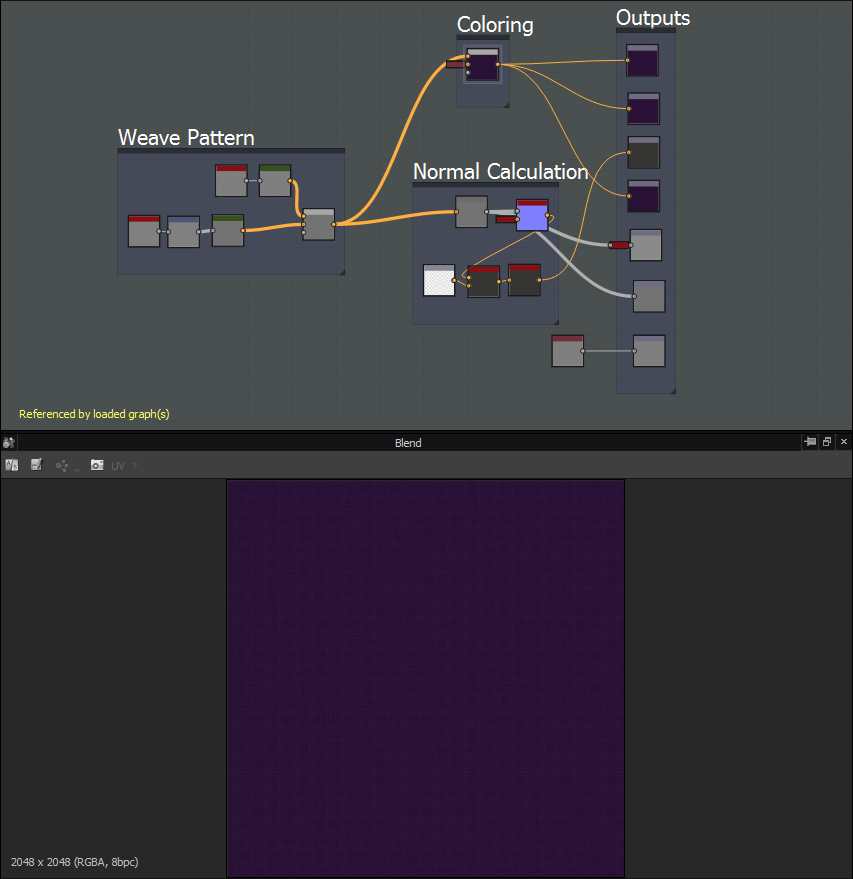 Coloring
Outputs
Weave Pattern
Normal Calculation
Referenced by loaded graph(s)
Blend
UV
2048 x 2048 (RGBA, 8bpc)